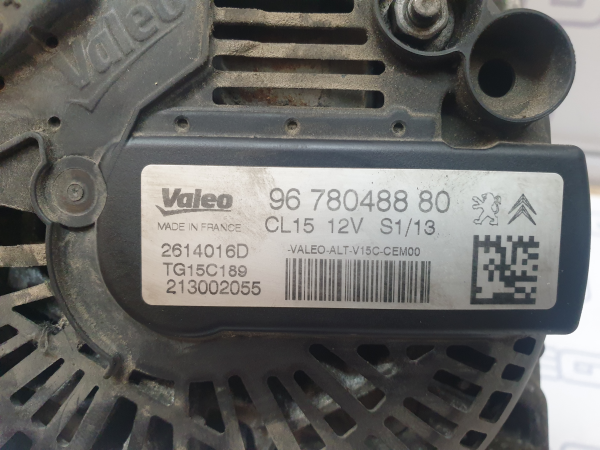 Valeo
Valeo 96 780488 80
MADE IN FRANCE CL15 12V S1/13
2614016D -VALEO-ALT-V15C-CEM00
TG15C189
213002055